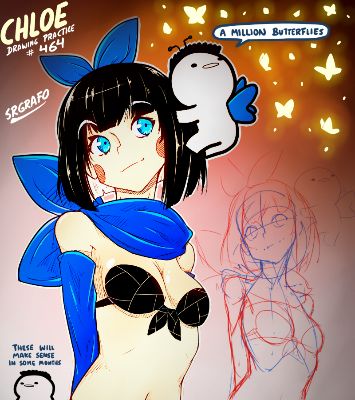 CHLOE
DRAWING PRACTICE
# 464
SRGRAFO
A MILLION BUTTERFLIES
THESE WILL
MAKE SENSE
IN SOME MONTHS